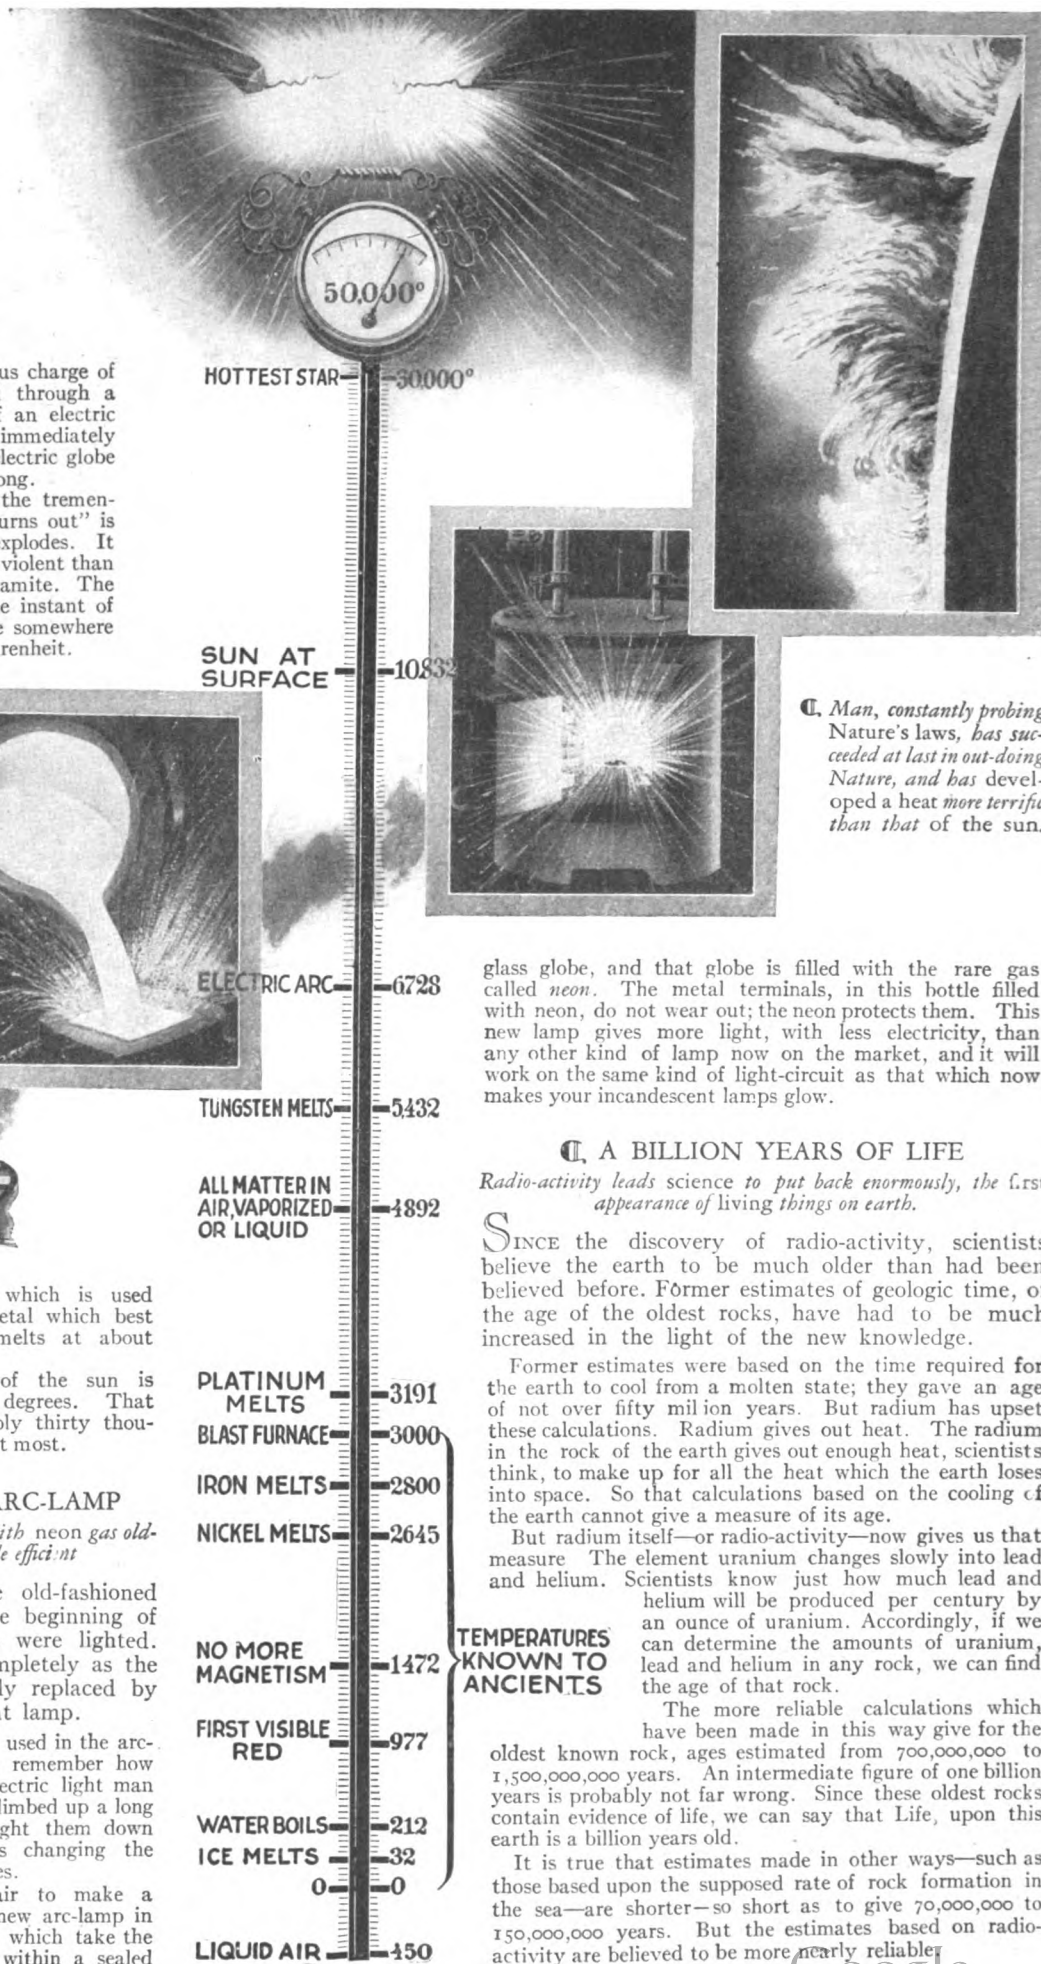 50,000°
HOTTEST STAR 30,000°
SUN AT
SURFACE 10,832
ELECTRIC ARC 6728
TUNGSTEN MELTS 5432
ALL MATTER IN
AIR, VAPORIZED
OR LIQUID 4892
PLATINUM
MELTS 3191
BLAST FURNACE 3000
IRON MELTS 2800
NICKEL MELTS 2645
NO MORE
MAGNETISM 1472
FIRST VISIBLE
RED 977
WATER BOILS 212
ICE MELTS 32
0 0
LIQUID AIR -450
TEMPERATURES
KNOWN TO
ANCIENTS
us charge of
through a
f an electric
immediately
lectric globe
ong.
the tremen-
urns out” is
xplodes. It
violent than
amite. The
e instant of
e somewhere
renheit.
which is used
etal which best
melts at about
of the sun is
degrees. That
bly thirty thou-
t most.
ARC-LAMP
ith neon gas old-
le efficient
e old-fashioned
e beginning of
were lighted.
mpletely as the
ly replaced by
t lamp.
used in the arc-
remember how
ectric light man
limbed up a long
ght them down
s changing the
es.
air to make a
new arc-lamp in
which take the
within a sealed
¶ Man, constantly probing
Nature's laws, has suc-
ceeded at last in out-doing
Nature, and has devel-
oped a heat more terrific
than that of the sun.
glass globe, and that globe is filled with the rare gas
called neon. The metal terminals, in this bottle filled
with neon, do not wear out; the neon protects them. This
new lamp gives more light, with less electricity, than
any other kind of lamp now on the market, and it will
work on the same kind of light-circuit as that which now
makes your incandescent lamps glow.
¶ A BILLION YEARS OF LIFE
Radio-activity leads science to put back enormously, the first
appearance of living things on earth.
SINCE the discovery of radio-activity, scientists
believe the earth to be much older than had been
believed before. Former estimates of geologic time, of
the age of the oldest rocks, have had to be much
increased in the light of the new knowledge.
Former estimates were based on the time required for
the earth to cool from a molten state; they gave an age
of not over fifty mil ion years. But radium has upset
these calculations. Radium gives out heat. The radium
in the rock of the earth gives out enough heat, scientists
think, to make up for all the heat which the earth loses
into space. So that calculations based on the cooling of
the earth cannot give a measure of its age.
But radium itself—or radio-activity—now gives us that
measure The element uranium changes slowly into lead
and helium. Scientists know just how much lead and
helium will be produced per century by
an ounce of uranium. Accordingly, if we
can determine the amounts of uranium,
lead and helium in any rock, we can find
the age of that rock.
The more reliable calculations which
have been made in this way give for the
oldest known rock, ages estimated from 700,000,000 to
1,500,000,000 years. An intermediate figure of one billion
years is probably not far wrong. Since these oldest rocks
contain evidence of life, we can say that Life, upon this
earth is a billion years old.
It is true that estimates made in other ways—such as
those based upon the supposed rate of rock formation in
the sea—are shorter—so short as to give 70,000,000 to
150,000,000 years. But the estimates based on radio-
activity are believed to be more nearly reliable.